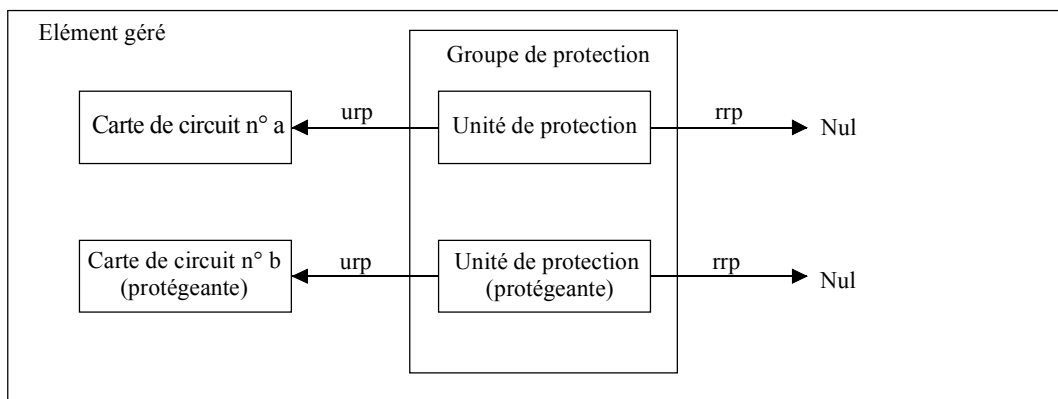 Elément géré
Groupe de protection
Carte de circuit n° a
urp
Unité de protection
rrp
Nul
Carte de circuit n° b
(protégeante)
urp
Unité de protection
(protégeante)
rrp
Nul